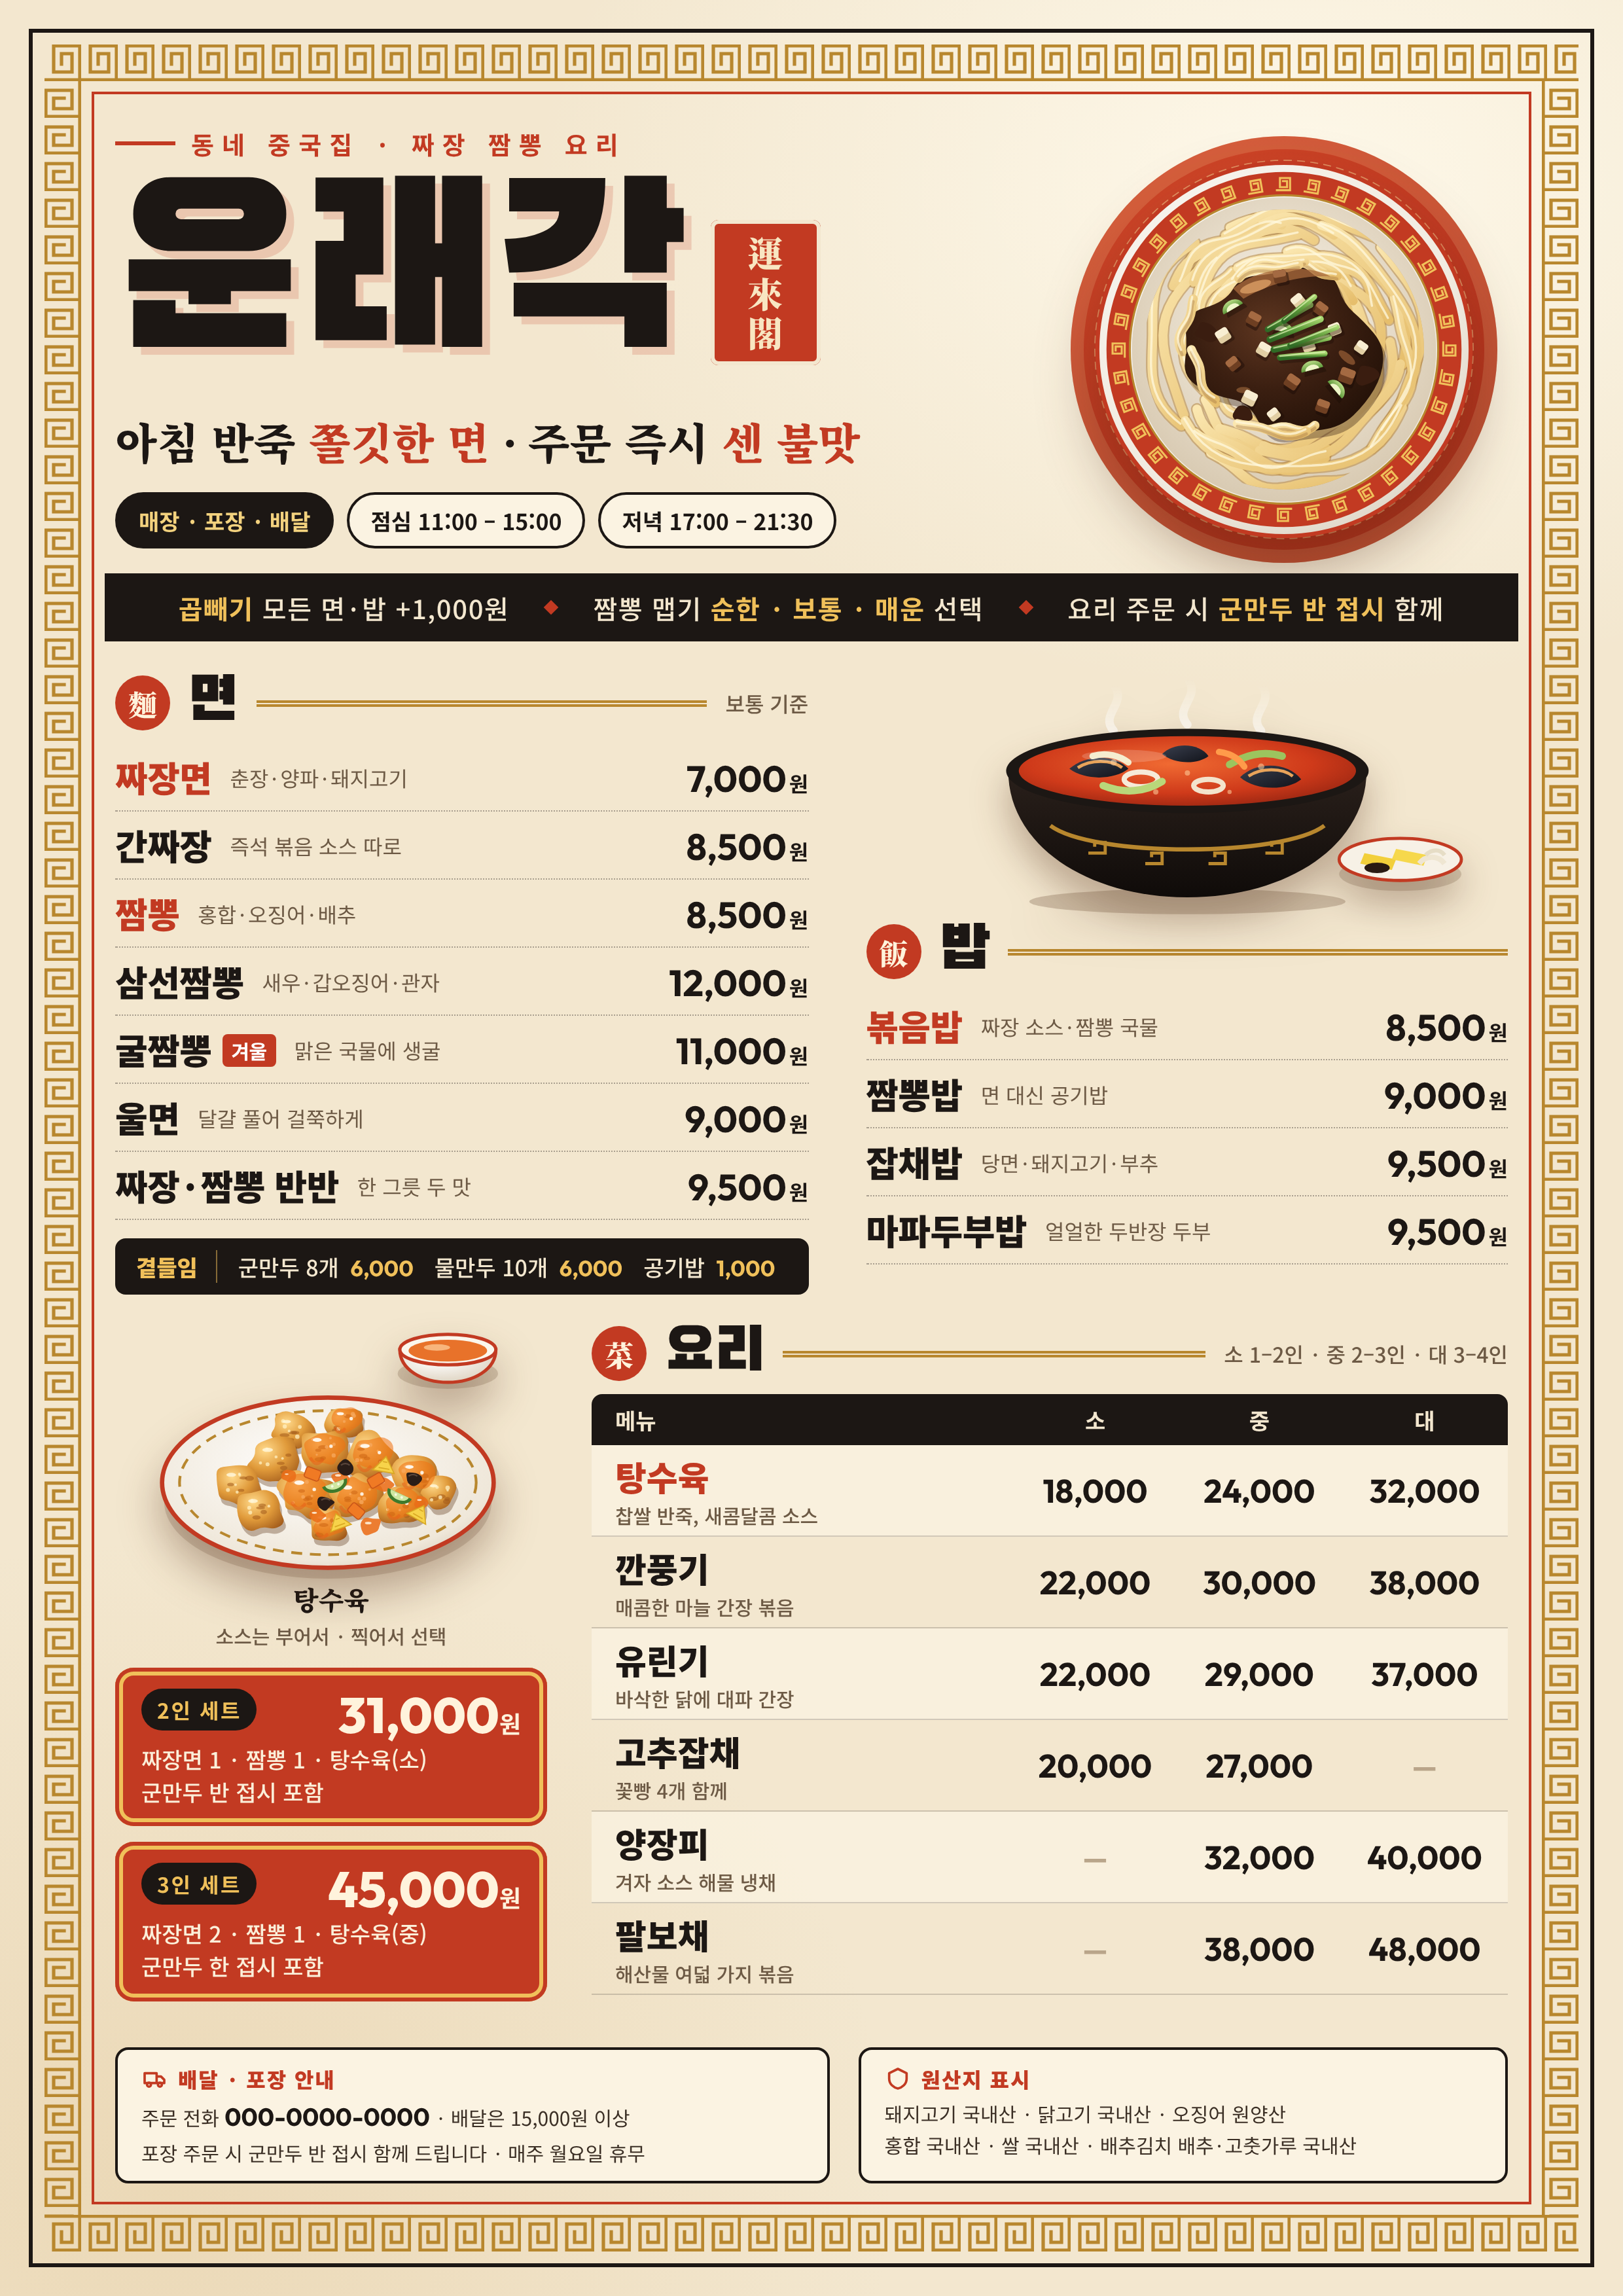 동네 중국집 · 짜장 짬뽕 요리
운래각
運來閣
아침 반죽 쫄깃한 면 · 주문 즉시 센 불맛
매장 · 포장 · 배달
점심 11:00 – 15:00
저녁 17:00 – 21:30
곱빼기 모든 면·밥 +1,000원 ◆ 짬뽕 맵기 순한 · 보통 · 매운 선택 ◆ 요리 주문 시 군만두 반 접시 함께
麵 면 보통 기준
짜장면 춘장·양파·돼지고기 7,000원
간짜장 즉석 볶음 소스 따로 8,500원
짬뽕 홍합·오징어·배추 8,500원
삼선짬뽕 새우·갑오징어·관자 12,000원
굴짬뽕 겨울 맑은 국물에 생굴 11,000원
울면 달걀 풀어 걸쭉하게 9,000원
짜장·짬뽕 반반 한 그릇 두 맛 9,500원
곁들임 군만두 8개 6,000 물만두 10개 6,000 공기밥 1,000
飯 밥
볶음밥 짜장 소스·짬뽕 국물 8,500원
짬뽕밥 면 대신 공기밥 9,000원
잡채밥 당면·돼지고기·부추 9,500원
마파두부밥 얼얼한 두반장 두부 9,500원
탕수육
소스는 부어서 · 찍어서 선택
2인 세트 31,000원
짜장면 1 · 짬뽕 1 · 탕수육(소)
군만두 반 접시 포함
3인 세트 45,000원
짜장면 2 · 짬뽕 1 · 탕수육(중)
군만두 한 접시 포함
菜 요리 소 1–2인 · 중 2–3인 · 대 3–4인
메뉴 소 중 대
탕수육 18,000 24,000 32,000
찹쌀 반죽, 새콤달콤 소스
깐풍기 22,000 30,000 38,000
매콤한 마늘 간장 볶음
유린기 22,000 29,000 37,000
바삭한 닭에 대파 간장
고추잡채 20,000 27,000 –
꽃빵 4개 함께
양장피 – 32,000 40,000
겨자 소스 해물 냉채
팔보채 – 38,000 48,000
해산물 여덟 가지 볶음
배달 · 포장 안내
주문 전화 000-0000-0000 · 배달은 15,000원 이상
포장 주문 시 군만두 반 접시 함께 드립니다 · 매주 월요일 휴무
원산지 표시
돼지고기 국내산 · 닭고기 국내산 · 오징어 원양산
홍합 국내산 · 쌀 국내산 · 배추김치 배추·고춧가루 국내산